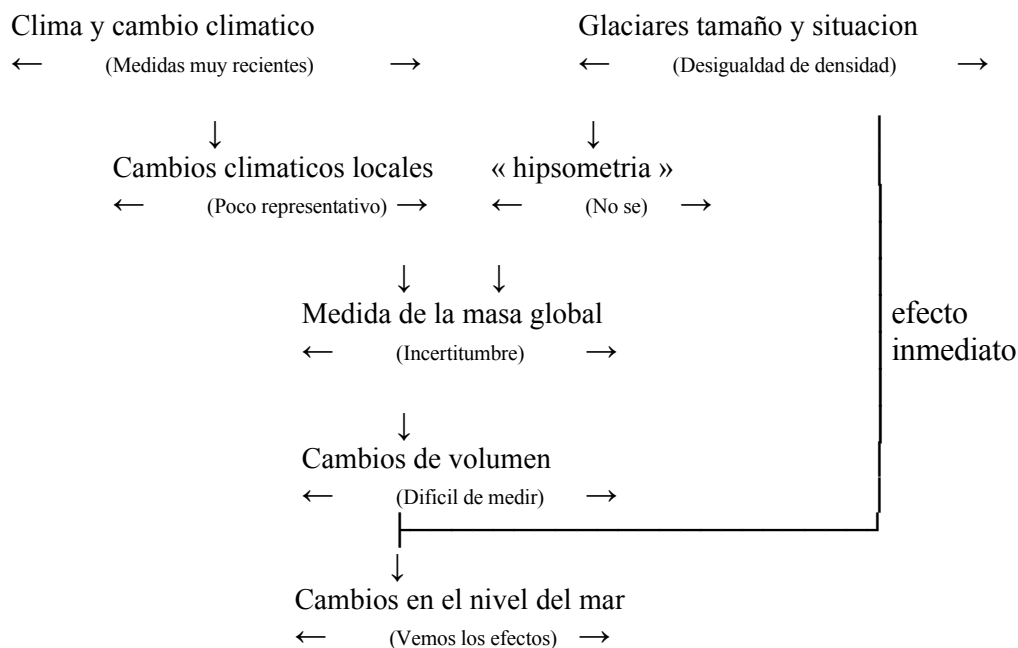 Clima y cambio climatico
Glaciares tamaño y situacion
← (Medidas muy recientes) →
← (Desigualdad de densidad) →
↓
↓
Cambios climaticos locales
« hipsometria »
← (Poco representativo) →
← (No se) →
↓ ↓
Medida de la masa global
← (Incertitumbre) →
efecto
inmediato
↓
Cambios de volumen
← (Dificil de medir) →
↓
Cambios en el nivel del mar
← (Vemos los efectos) →